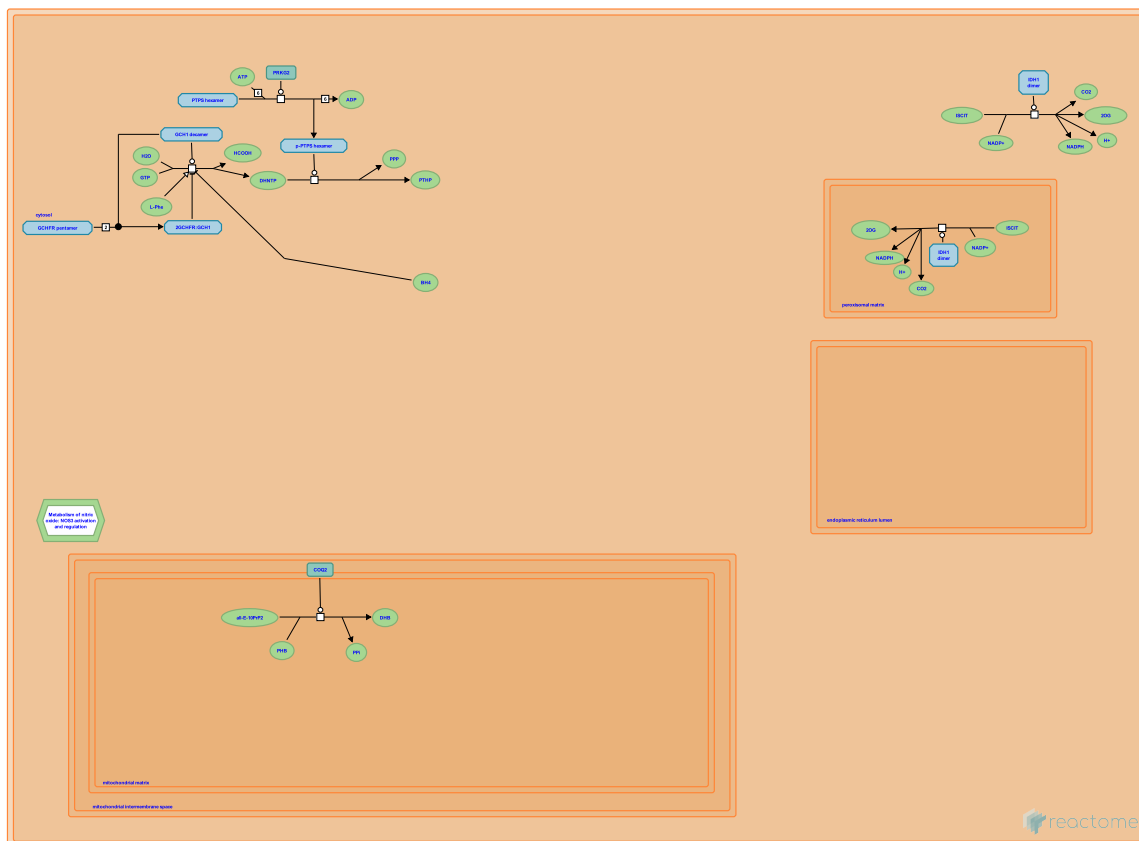 ATP
PRKG2
6
6
PTPS hexamer
ADP
GCH1 decamer
p-PTPS hexamer
H2O
HCOOH
PPP
GTP
DHNTP
PTHP
L-Phe
cytosol
GCHFR pentamer
2
2GCHFR:GCH1
BH4
IDH1
dimer
CO2
ISCIT
2OG
NADP+
NADPH
H+
2OG
ISCIT
NADPH
IDH1
dimer
NADP+
H+
CO2
peroxisomal matrix
endoplasmic reticulum lumen
Metabolism of nitric
oxide: NOS3 activation
and regulation
COQ2
all-E-10PrP2
DHB
PHB
PPi
mitochondrial matrix
mitochondrial intermembrane space
reactome